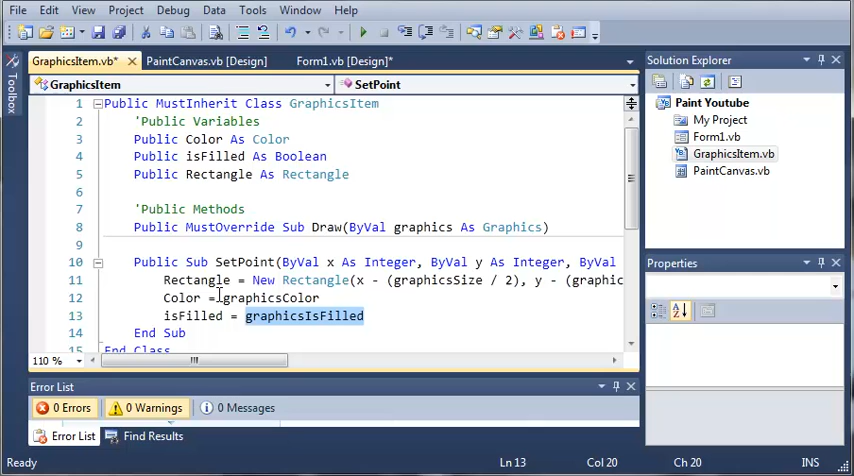 File Edit View Project Debug Data Tools Window Help
GraphicsItem.vb* PaintCanvas.vb [Design] Form1.vb [Design]*
GraphicsItem SetPoint
1 Public MustInherit Class GraphicsItem
2 'Public Variables
3 Public Color As Color
4 Public isFilled As Boolean
5 Public Rectangle As Rectangle
6
7 'Public Methods
8 Public MustOverride Sub Draw(ByVal graphics As Graphics)
9
10 Public Sub SetPoint(ByVal x As Integer, ByVal y As Integer, ByVal
11 Rectangle = New Rectangle(x - (graphicsSize / 2), y - (graphic
12 Color = graphicsColor
13 isFilled = graphicsIsFilled
14 End Sub
15 End Class
110 %
Toolbox
Error List
0 Errors 0 Warnings 0 Messages
Error List Find Results
Ready Ln 13 Col 20 Ch 20 INS
Solution Explorer
Paint Youtube
My Project
Form1.vb
GraphicsItem.vb
PaintCanvas.vb
Properties